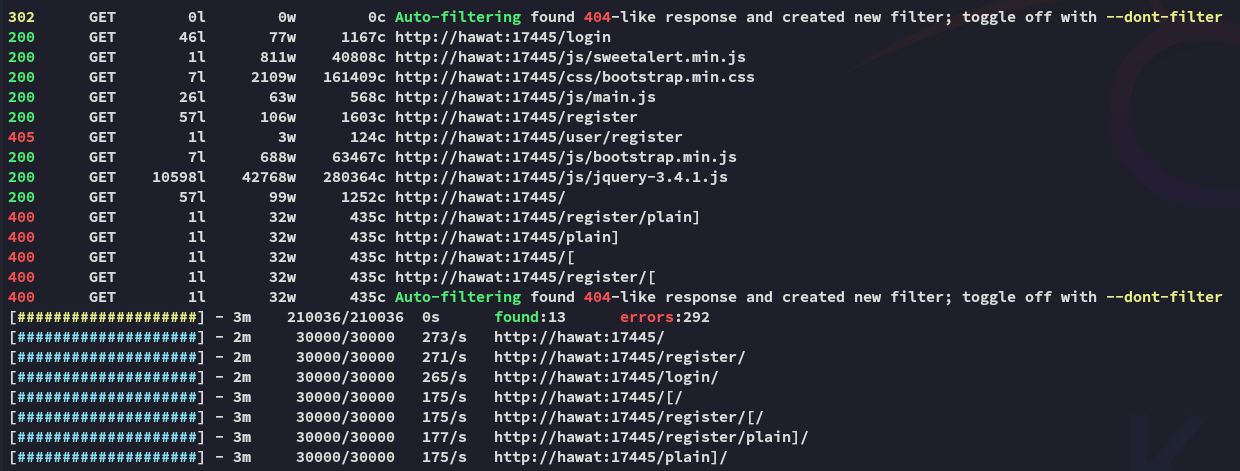 302 GET 0l 0w 0c Auto-filtering found 404-like response and created new filter; toggle off with --dont-filter
200 GET 46l 77w 1167c http://hawat:17445/login
200 GET 1l 811w 40808c http://hawat:17445/js/sweetalert.min.js
200 GET 7l 2109w 161409c http://hawat:17445/css/bootstrap.min.css
200 GET 26l 63w 568c http://hawat:17445/js/main.js
200 GET 57l 106w 1603c http://hawat:17445/register
405 GET 1l 3w 124c http://hawat:17445/user/register
200 GET 7l 688w 63467c http://hawat:17445/js/bootstrap.min.js
200 GET 10598l 42768w 280364c http://hawat:17445/js/jquery-3.4.1.js
200 GET 57l 99w 1252c http://hawat:17445/
400 GET 1l 32w 435c http://hawat:17445/register/plain]
400 GET 1l 32w 435c http://hawat:17445/plain]
400 GET 1l 32w 435c http://hawat:17445/[
400 GET 1l 32w 435c http://hawat:17445/register/[
400 GET 1l 32w 435c Auto-filtering found 404-like response and created new filter; toggle off with --dont-filter
[####################] - 3m 210036/210036 0s found:13 errors:292
[####################] - 2m 30000/30000 273/s http://hawat:17445/
[####################] - 2m 30000/30000 271/s http://hawat:17445/register/
[####################] - 2m 30000/30000 265/s http://hawat:17445/login/
[####################] - 3m 30000/30000 175/s http://hawat:17445/[/
[####################] - 3m 30000/30000 175/s http://hawat:17445/register/[/
[####################] - 3m 30000/30000 177/s http://hawat:17445/register/plain]/
[####################] - 3m 30000/30000 175/s http://hawat:17445/plain]/